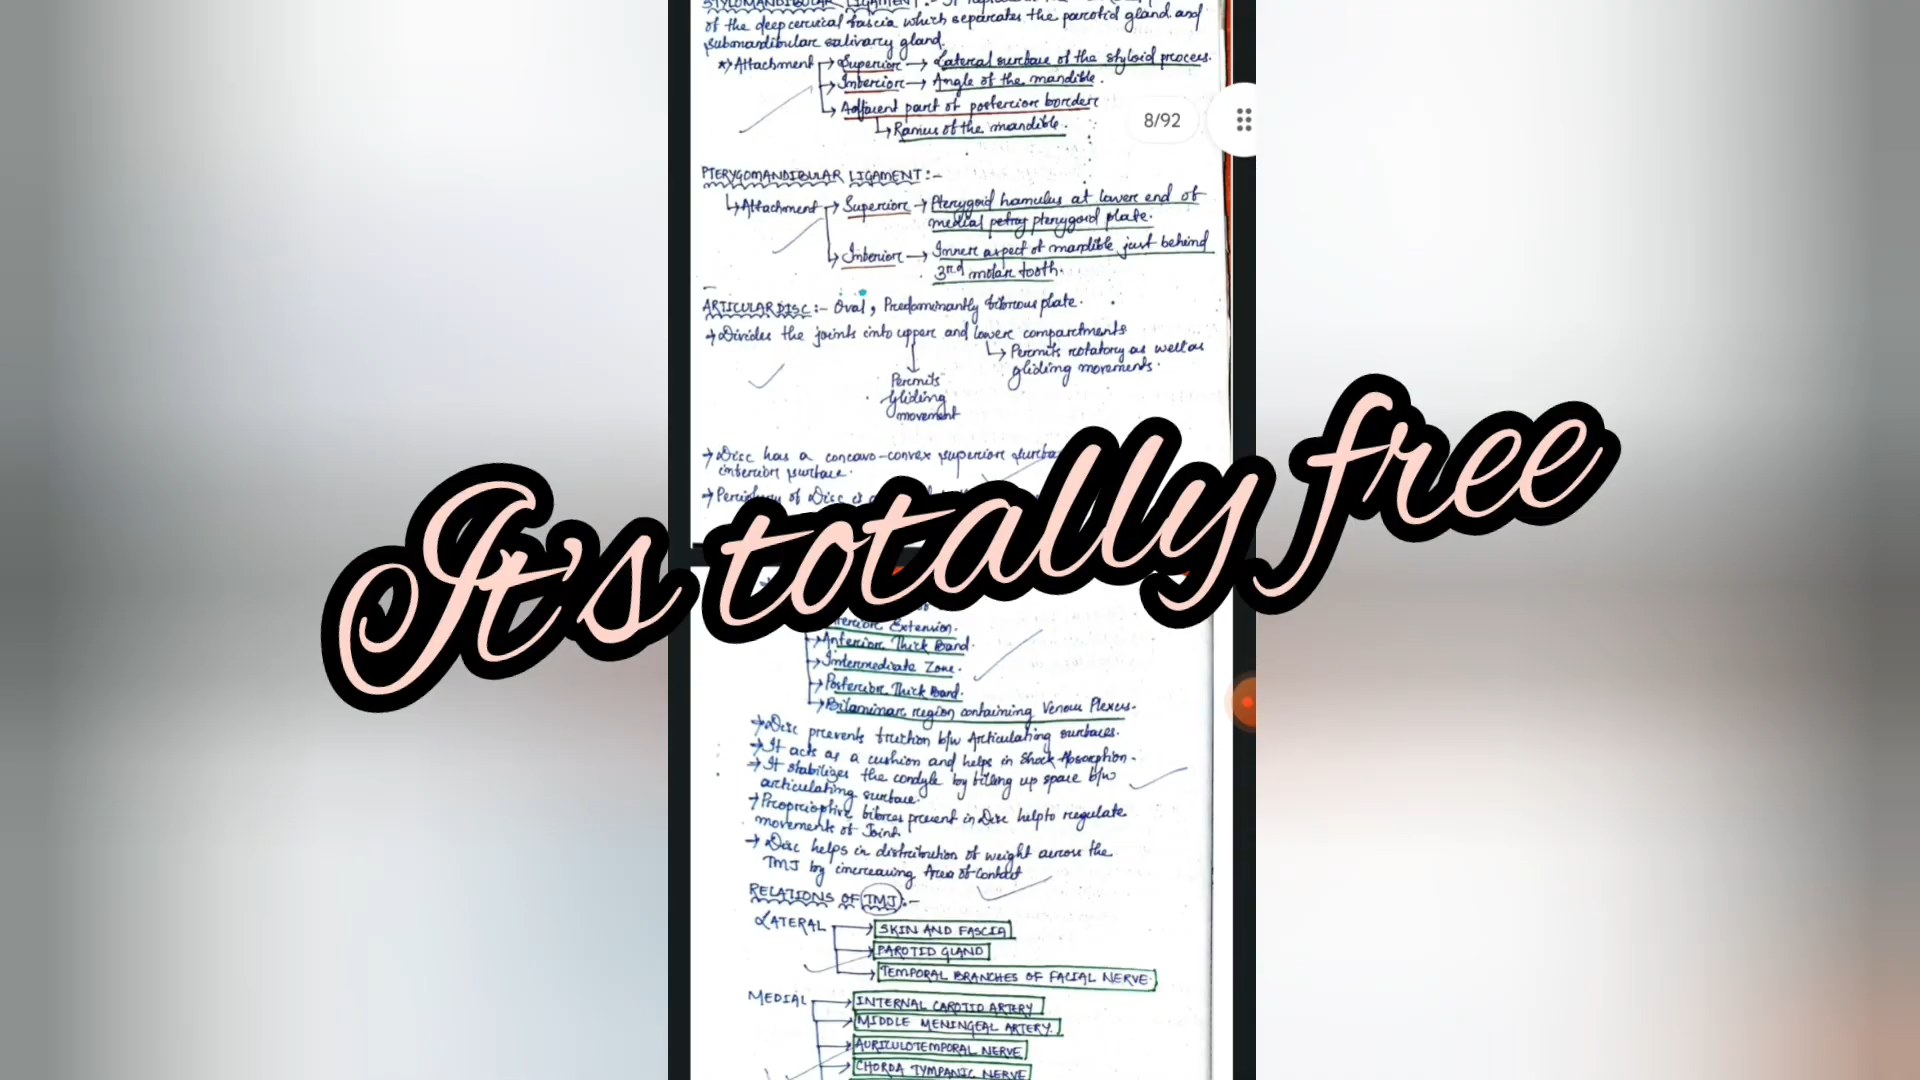 STYLOMANDIBULAR LIGAMENT :-
of the deep cervical fascia which separates the parotid gland and
submandibular salivary gland.
*) Attachment → Superior → Lateral surface of the styloid process.
→ Inferior → Angle of the mandible.
→ Adjacent part of posterior border
↳ Ramus of the mandible.
8/92
PTERYGOMANDIBULAR LIGAMENT :-
↳ Attachment → Superior → Pterygoid hamulus at lower end of
medial petroy pterygoid plate.
→ Inferior → Inner aspect of mandible just behind
3rd molar tooth.
ARTICULAR DISC :- Oval, Predominantly fibrous plate.
→ Divides the joints into upper and lower compartments
↳ Permits rotatory as well as
gliding movements.
Permits
gliding
movement
→ Disc has a concavo-convex superior
inferior surface.
→ Periphery of Disc is
It's totally free
Extension.
→ Anterior Thick Band.
→ Intermediate Zone.
→ Posterior Thick Band.
→ Bilaminar region containing Venous Plexus.
→ Disc prevents friction b/w Articulating surfaces.
→ It acts as a cushion and helps in Shock Absorption.
→ It stabilizes the condyle by filling up space b/w
articulating surface.
→ Proprioptive fibres present in Disc help to regulate
movements of Joint
→ Disc helps in distribution of weight across the
TMJ by increasing Area of Contact
RELATIONS OF TMJ :-
LATERAL → SKIN AND FASCIA
→ PAROTID GLAND
→ TEMPORAL BRANCHES OF FACIAL NERVE.
MEDIAL → INTERNAL CAROTID ARTERY
→ MIDDLE MENINGEAL ARTERY.
→ AURICULOTEMPORAL NERVE
→ CHORDA TYMPANIC NERVE